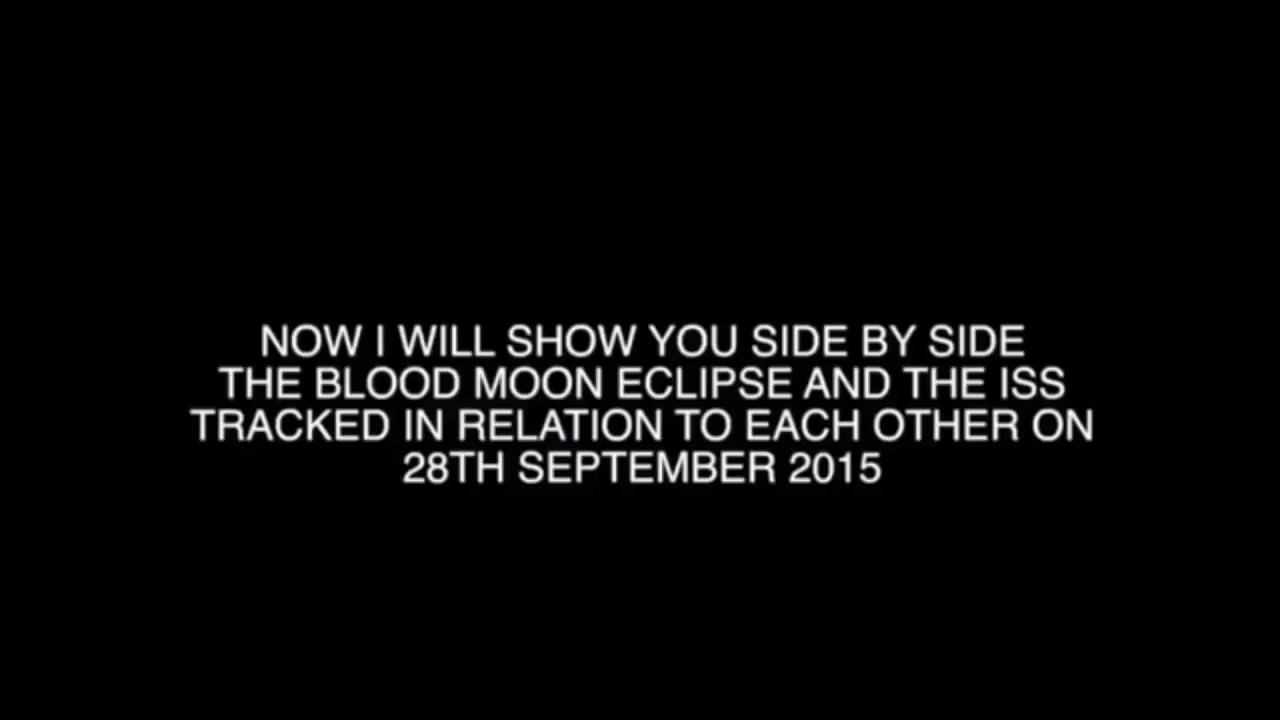 NOW I WILL SHOW YOU SIDE BY SIDE
THE BLOOD MOON ECLIPSE AND THE ISS
TRACKED IN RELATION TO EACH OTHER ON
28TH SEPTEMBER 2015